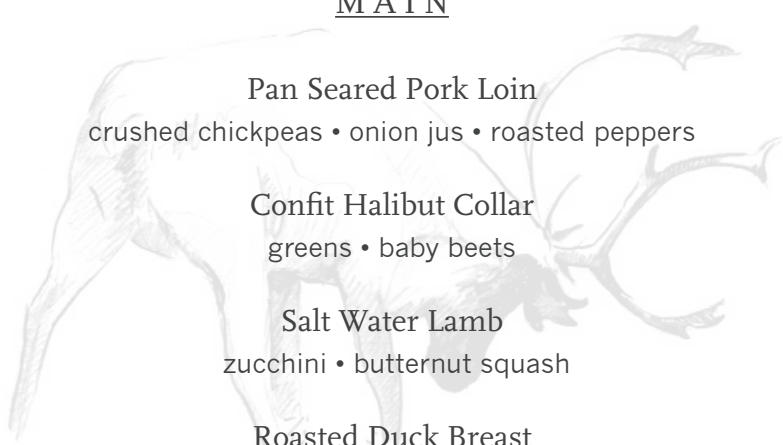 MAIN
Pan Seared Pork Loin
crushed chickpeas • onion jus • roasted peppers
Confit Halibut Collar
greens • baby beets
Salt Water Lamb
zucchini • butternut squash
Roasted Duck Breast